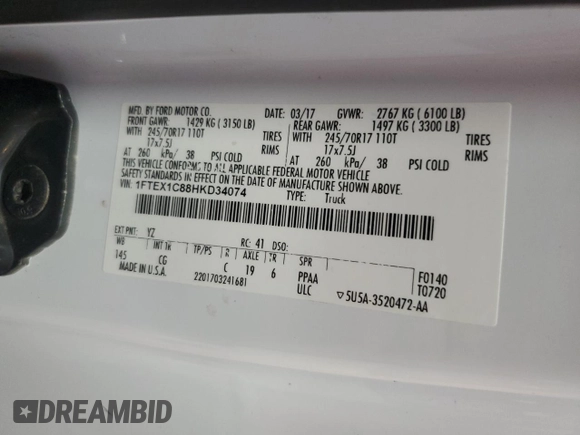 MFD. BY FORD MOTOR CO.
DATE: 03/17 GVWR: 2767 KG ( 6100 LB)
FRONT GAWR: 1429 KG ( 3150 LB) REAR GAWR: 1497 KG ( 3300 LB)
WITH 245/70R17 110T TIRES WITH 245/70R17 110T TIRES
17x7.5J RIMS 17x7.5J RIMS
AT 260 kPa/ 38 PSI COLD AT 260 kPa/ 38 PSI COLD
THIS VEHICLE CONFORMS TO ALL APPLICABLE FEDERAL MOTOR VEHICLE
SAFETY STANDARDS IN EFFECT ON THE DATE OF MANUFACTURE SHOWN ABOVE.
VIN: 1FTEX1C88HKD34074
TYPE: Truck
EXT PNT: YZ RC: 41 DSO:
WB INT TR TP/PS R AXLE TR SPR
145 CG C 19 6 PPAA F0140
MADE IN U.S.A. 2201703241681 ULC T0720
▽5U5A-3520472-AA
DREAMBID